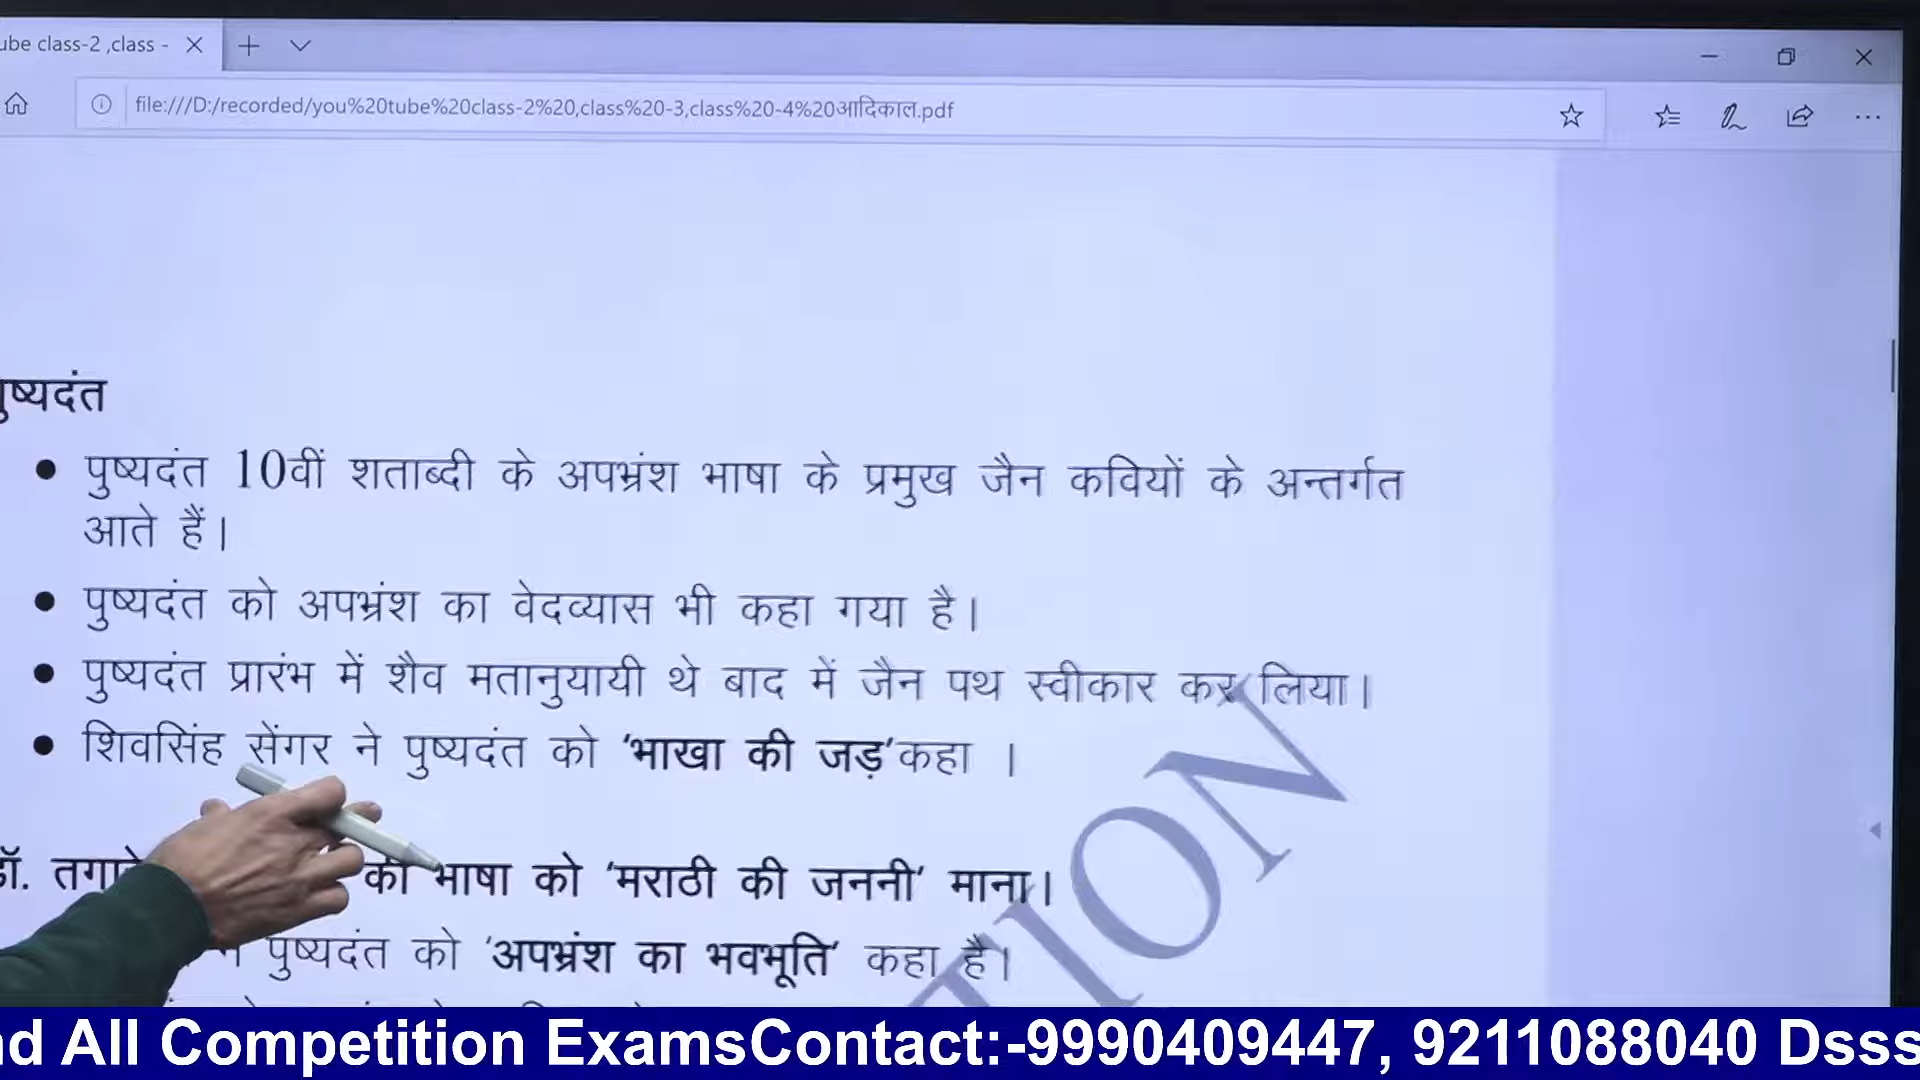 ube class-2 ,class -
file:///D:/recorded/you%20tube%20class-2%20,class%20-3,class%20-4%20आदिकाल.pdf
पुष्यदंत
• पुष्यदंत 10वीं शताब्दी के अपभ्रंश भाषा के प्रमुख जैन कवियों के अन्तर्गत
आते हैं।
• पुष्यदंत को अपभ्रंश का वेदव्यास भी कहा गया है।
• पुष्यदंत प्रारंभ में शैव मतानुयायी थे बाद में जैन पथ स्वीकार कर लिया।
• शिवसिंह सेंगर ने पुष्यदंत को ‘भाखा की जड़’कहा ।
डॉ. की भाषा को ‘मराठी की जननी’ माना।
ने पुष्यदंत को ‘अपभ्रंश का भवभूति’ कहा है।
TION
nd All Competition ExamsContact:-9990409447, 9211088040 Dsss